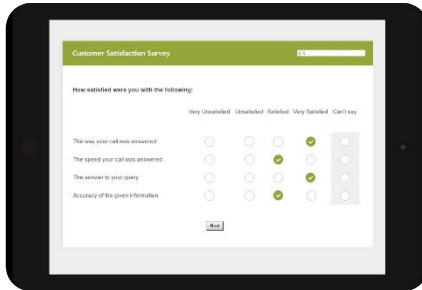 Customer Satisfaction Survey
How satisfied were you with the following:
Very Unsatisfied Unsatisfied Satisfied Very Satisfied Can't say
The way your call was answered
The speed your call was answered
The answer to your query
Accuracy of the given information
Next